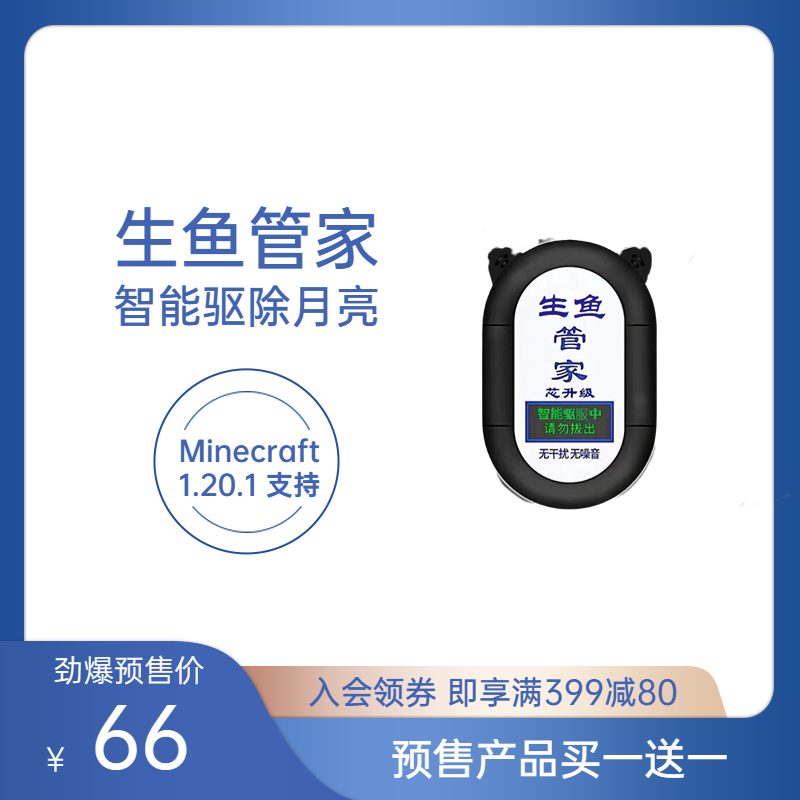 生鱼管家
智能驱除月亮
Minecraft
1.20.1 支持
生鱼
管
家
芯升级
智能驱服中
请勿拔出
无干扰 无噪音
劲爆预售价
¥ 66
入会领券 即享满399减80
预售产品买一送一